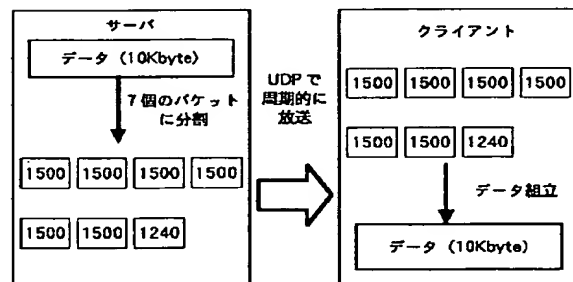 サーバ
データ (10Kbyte)
7個のパケット
に分割
1500 1500 1500 1500
1500 1500 1240
UDPで
周期的に
放送
クライアント
1500 1500 1500 1500
1500 1500 1240
データ組立
データ (10Kbyte)